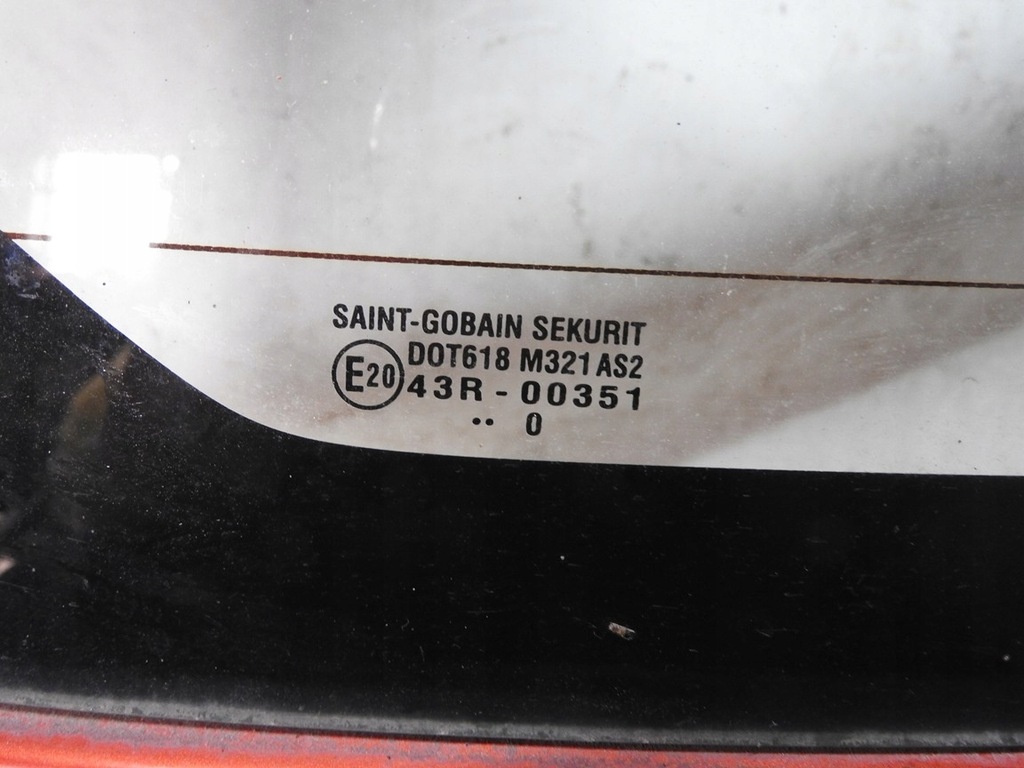 SAINT-GOBAIN SEKURIT
DOT618 M321 AS2
E20 43R - 00351
·· 0